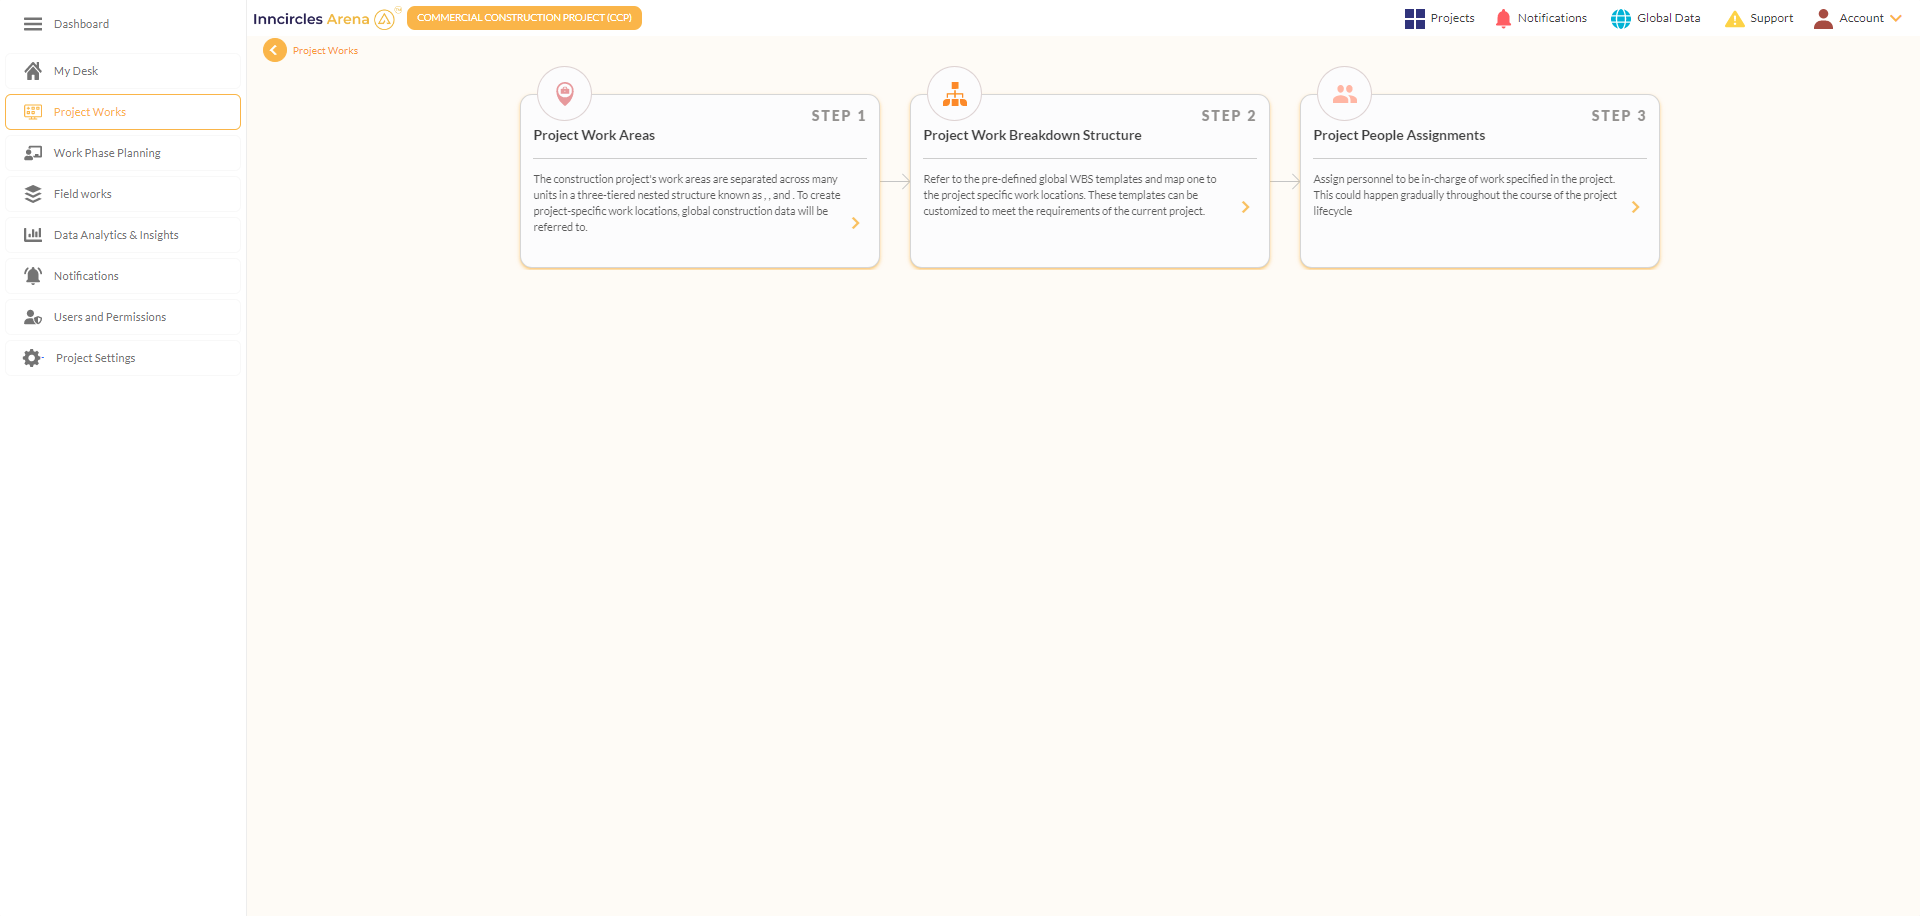 Dashboard
My Desk
Project Works
Work Phase Planning
Field works
Data Analytics & Insights
Notifications
Users and Permissions
Project Settings
Inncircles Arena
COMMERCIAL CONSTRUCTION PROJECT (CCP)
Projects
Notifications
Global Data
Support
Account
Project Works
STEP 1
Project Work Areas
The construction project's work areas are separated across many
units in a three-tiered nested structure known as , , and . To create
project-specific work locations, global construction data will be
referred to.
STEP 2
Project Work Breakdown Structure
Refer to the pre-defined global WBS templates and map one to
the project specific work locations. These templates can be
customized to meet the requirements of the current project.
STEP 3
Project People Assignments
Assign personnel to be in-charge of work specified in the project.
This could happen gradually throughout the course of the project
lifecycle